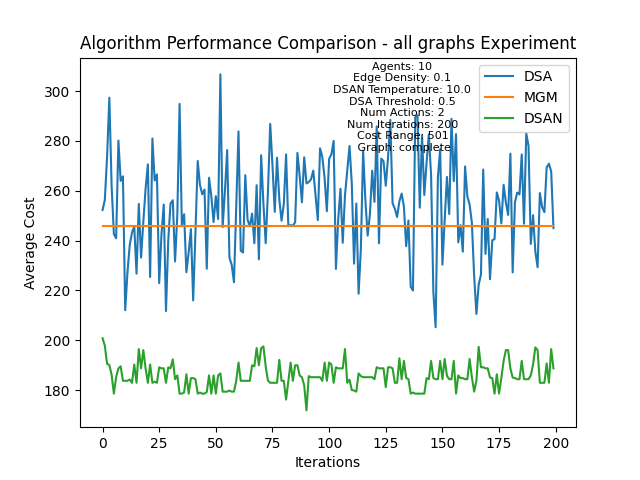 Algorithm Performance Comparison - all graphs Experiment
Agents: 10
Edge Density: 0.1
DSAN Temperature: 10.0
DSA Threshold: 0.5
Num Actions: 2
Num Iterations: 200
Cost Range: 501
Graph: complete
DSA
MGM
DSAN
Average Cost
300
280
260
240
220
200
180
0
25
50
75
100
125
150
175
200
Iterations